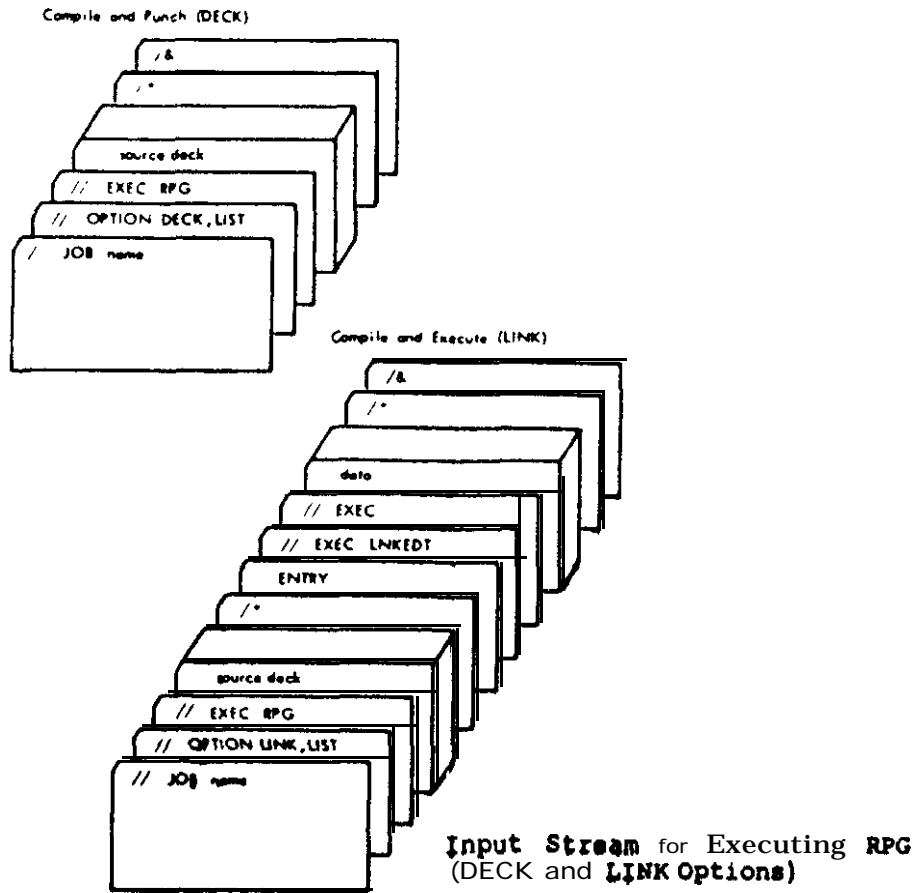 Compile and Punch (DECK)
/&
/*
source deck
// EXEC RPG
// OPTION DECK,LIST
/ JOB name
Compile and Execute (LINK)
/&
/*
data
// EXEC
// EXEC LNKEDT
ENTRY
/*
source deck
// EXEC RPG
// OPTION LINK,LIST
// JOB name
Input Stream for Executing RPG
(DECK and LINK Options)